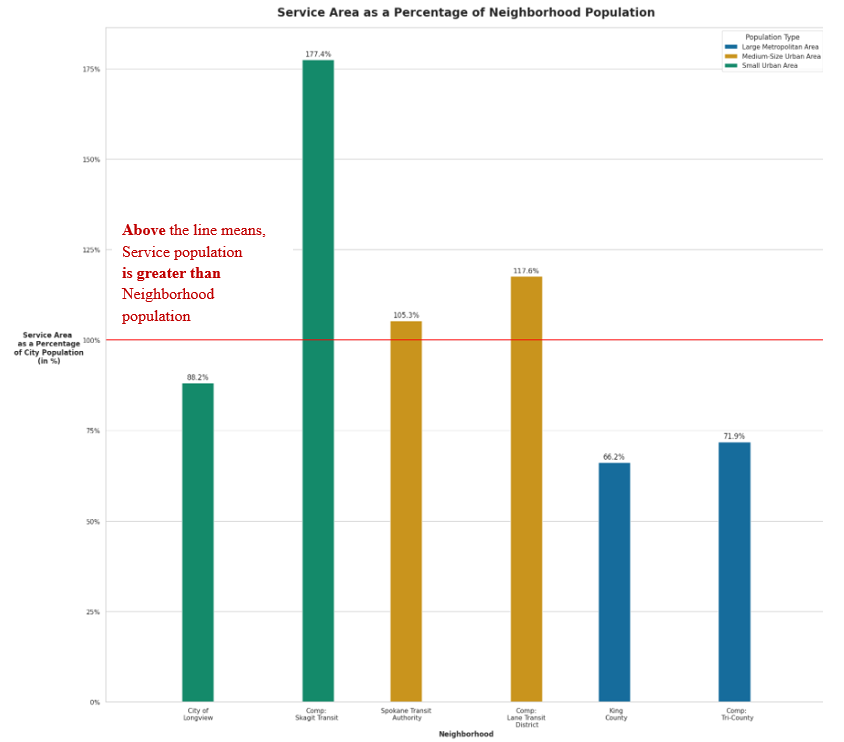 Service Area as a Percentage of Neighborhood Population
Population Type
Large Metropolitan Area
Medium-Size Urban Area
Small Urban Area
177.4%
175%
150%
Above the line means,
Service population
is greater than
Neighborhood
population
125%
117.6%
105.3%
Service Area
as a Percentage
of City Population
(in %)
100%
88.2%
75%
71.9%
66.2%
50%
25%
0%
City of
Longview
Comp:
Skagit Transit
Spokane Transit
Authority
Comp:
Lane Transit
District
King
County
Comp:
Tri-County
Neighborhood